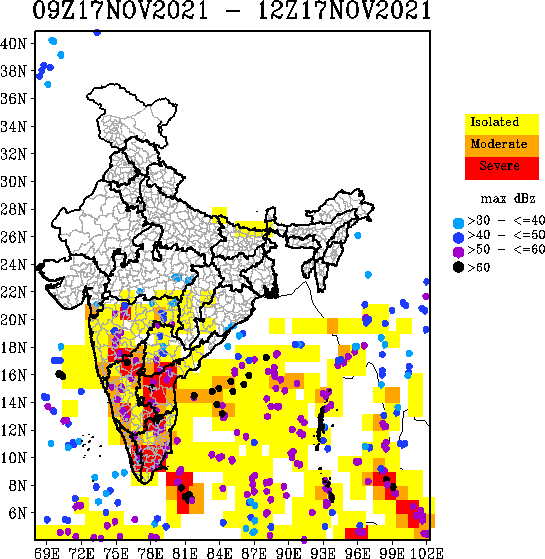 09Z17NOV2021 - 12Z17NOV2021
40N
38N
36N
34N
32N
30N
28N
26N
24N
22N
20N
18N
16N
14N
12N
10N
8N
6N
69E 72E 75E 78E 81E 84E 87E 90E 93E 96E 99E 102E
Isolated
Moderate
Severe
max dBz
>30 - <=40
>40 - <=50
>50 - <=60
>60